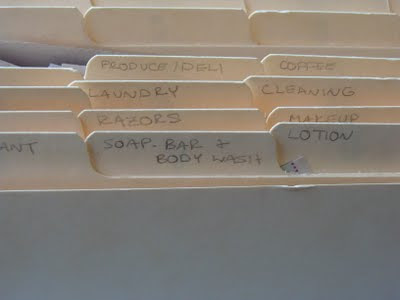 PRODUCE/DELI
COFFEE
LAUNDRY
CLEANING
RAZORS
MAKEUP
ANT
SOAP-BAR +
BODY WASH
LOTION